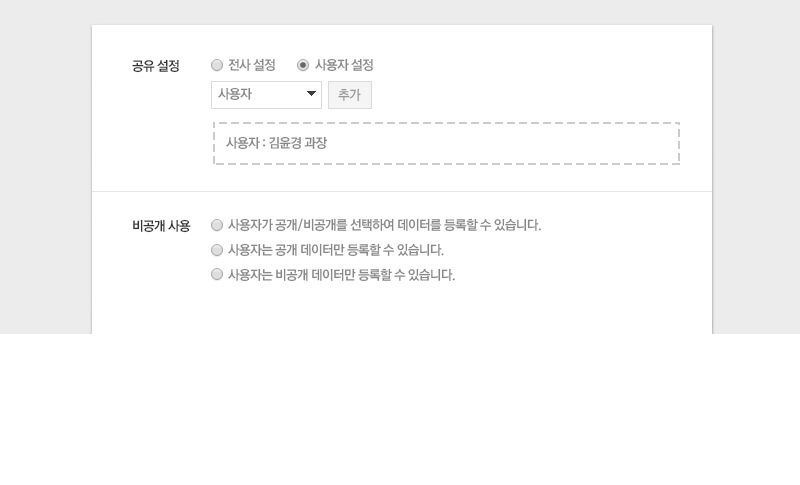 공유 설정 전사 설정 사용자 설정
사용자 추가
사용자 : 김윤경 과장
비공개 사용 사용자가 공개/비공개를 선택하여 데이터를 등록할 수 있습니다.
사용자는 공개 데이터만 등록할 수 있습니다.
사용자는 비공개 데이터만 등록할 수 있습니다.